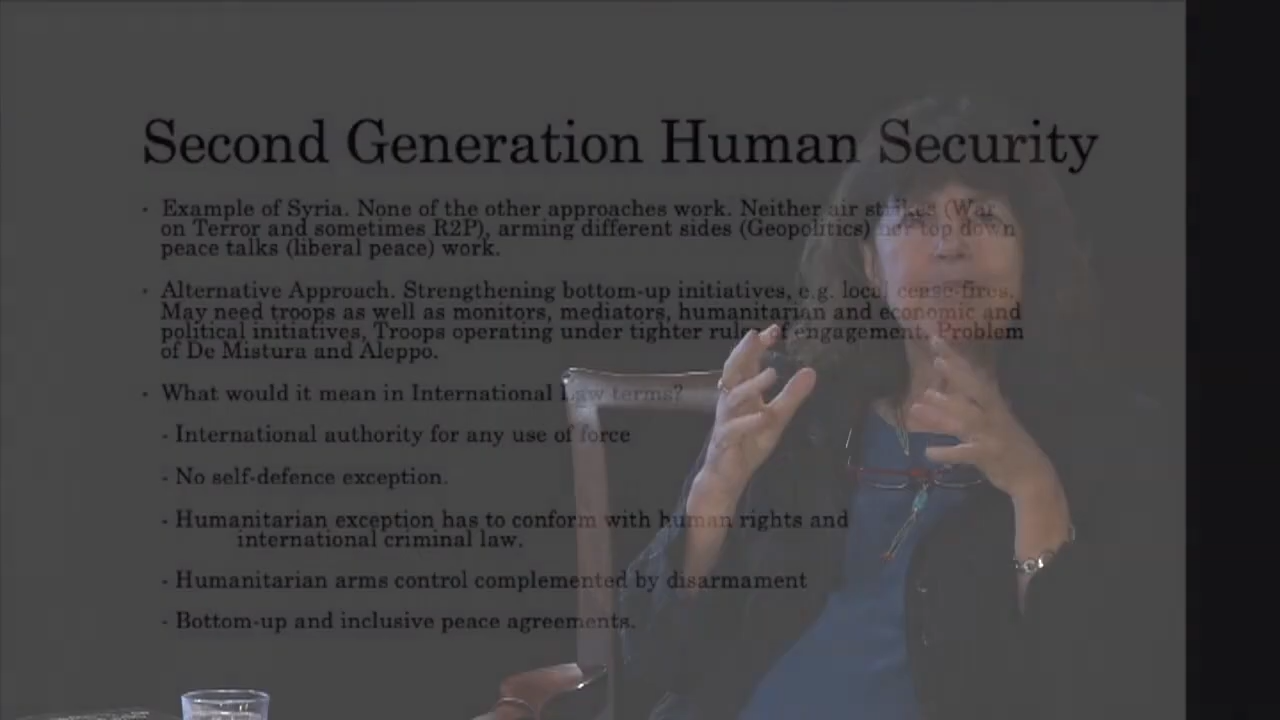 Second Generation Human Security
· Example of Syria. None of the other approaches work. Neither air strikes (War
on Terror and sometimes R2P), arming different sides (Geopolitics) nor top down
peace talks (liberal peace) work.
· Alternative Approach. Strengthening bottom-up initiatives, e.g. local cease-fires,
May need troops as well as monitors, mediators, humanitarian and economic and
political initiatives, Troops operating under tighter rules of engagement. Problem
of De Mistura and Aleppo.
· What would it mean in International Law terms?
- International authority for any use of force
- No self-defence exception.
- Humanitarian exception has to conform with human rights and
international criminal law.
- Humanitarian arms control complemented by disarmament
- Bottom-up and inclusive peace agreements.